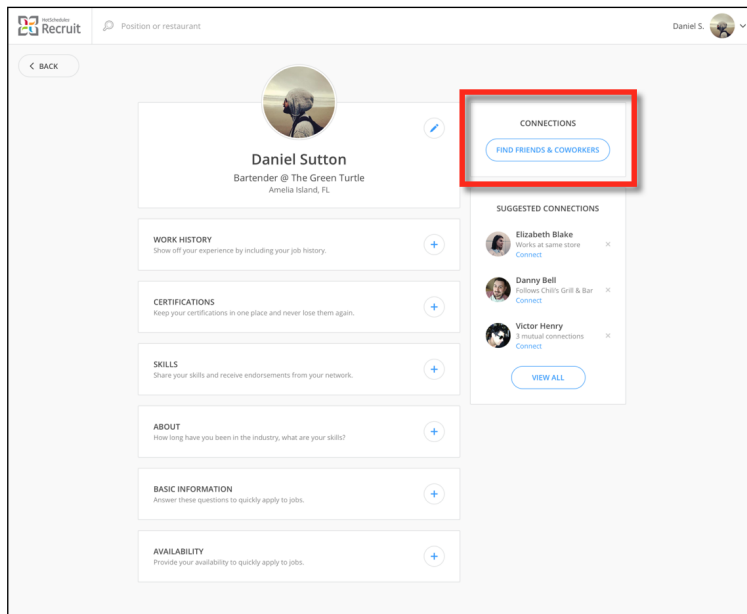 HotSchedules
Recruit
Position or restaurant
Daniel S.
BACK
Daniel Sutton
Bartender @ The Green Turtle
Amelia Island, FL
WORK HISTORY
Show off your experience by including your job history.
CERTIFICATIONS
Keep your certifications in one place and never lose them again.
SKILLS
Share your skills and receive endorsements from your network.
ABOUT
How long have you been in the industry, what are your skills?
BASIC INFORMATION
Answer these questions to quickly apply to jobs.
AVAILABILITY
Provide your availability to quickly apply to jobs.
CONNECTIONS
FIND FRIENDS & COWORKERS
SUGGESTED CONNECTIONS
Elizabeth Blake
Works at same store
Connect
Danny Bell
Follows Chili's Grill & Bar
Connect
Victor Henry
3 mutual connections
Connect
VIEW ALL